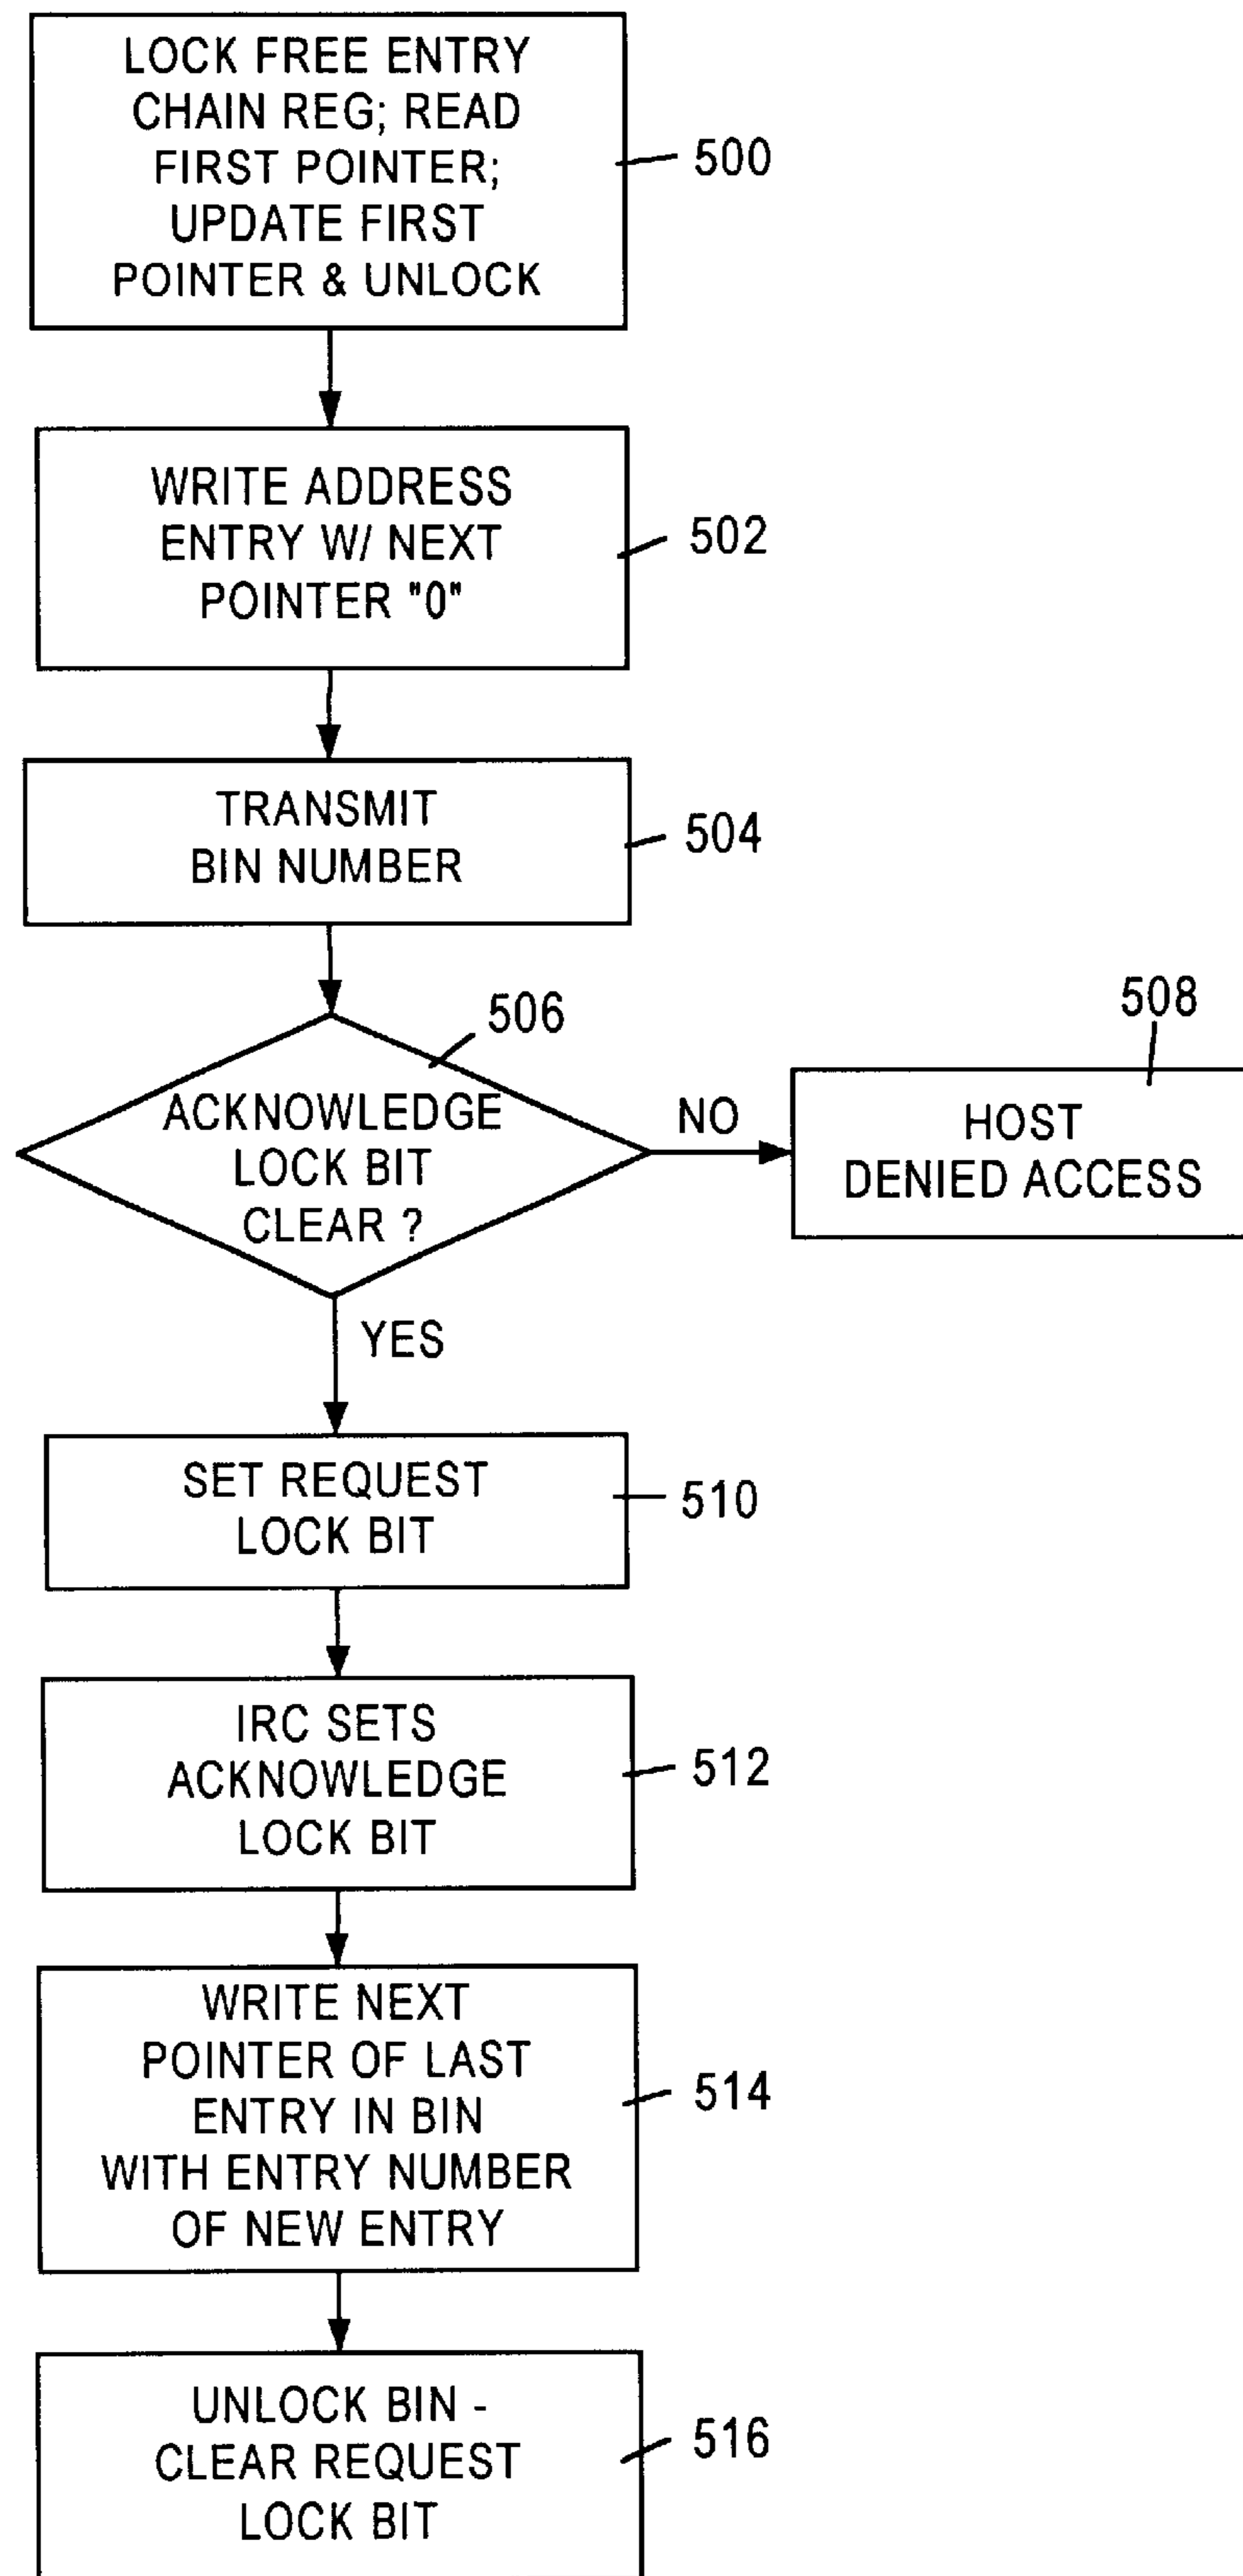 LOCK FREE ENTRY
CHAIN REG; READ
FIRST POINTER;
UPDATE FIRST
POINTER & UNLOCK
500
WRITE ADDRESS
ENTRY W/ NEXT
POINTER "0"
502
TRANSMIT
BIN NUMBER
504
506
ACKNOWLEDGE
LOCK BIT
CLEAR ?
NO
508
HOST
DENIED ACCESS
YES
SET REQUEST
LOCK BIT
510
IRC SETS
ACKNOWLEDGE
LOCK BIT
512
WRITE NEXT
POINTER OF LAST
ENTRY IN BIN
WITH ENTRY NUMBER
OF NEW ENTRY
514
UNLOCK BIN -
CLEAR REQUEST
LOCK BIT
516